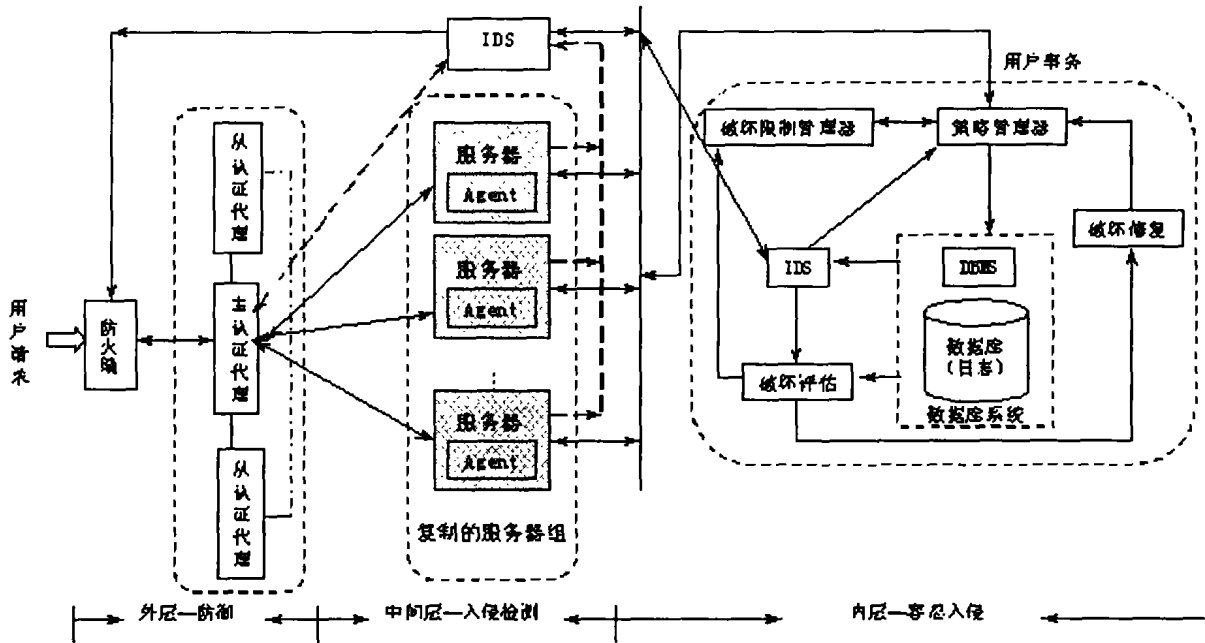 用户请求
防火墙
从认证代理
主认证代理
从认证代理
IDS
服务器
Agent
服务器
Agent
服务器
Agent
复制的服务器组
用户事务
破坏限制管理器
策略管理器
破坏修复
IDS
DBMS
数据库
(日志)
数据库系统
破坏评估
外层—防御
中间层—入侵检测
内层—容忍入侵